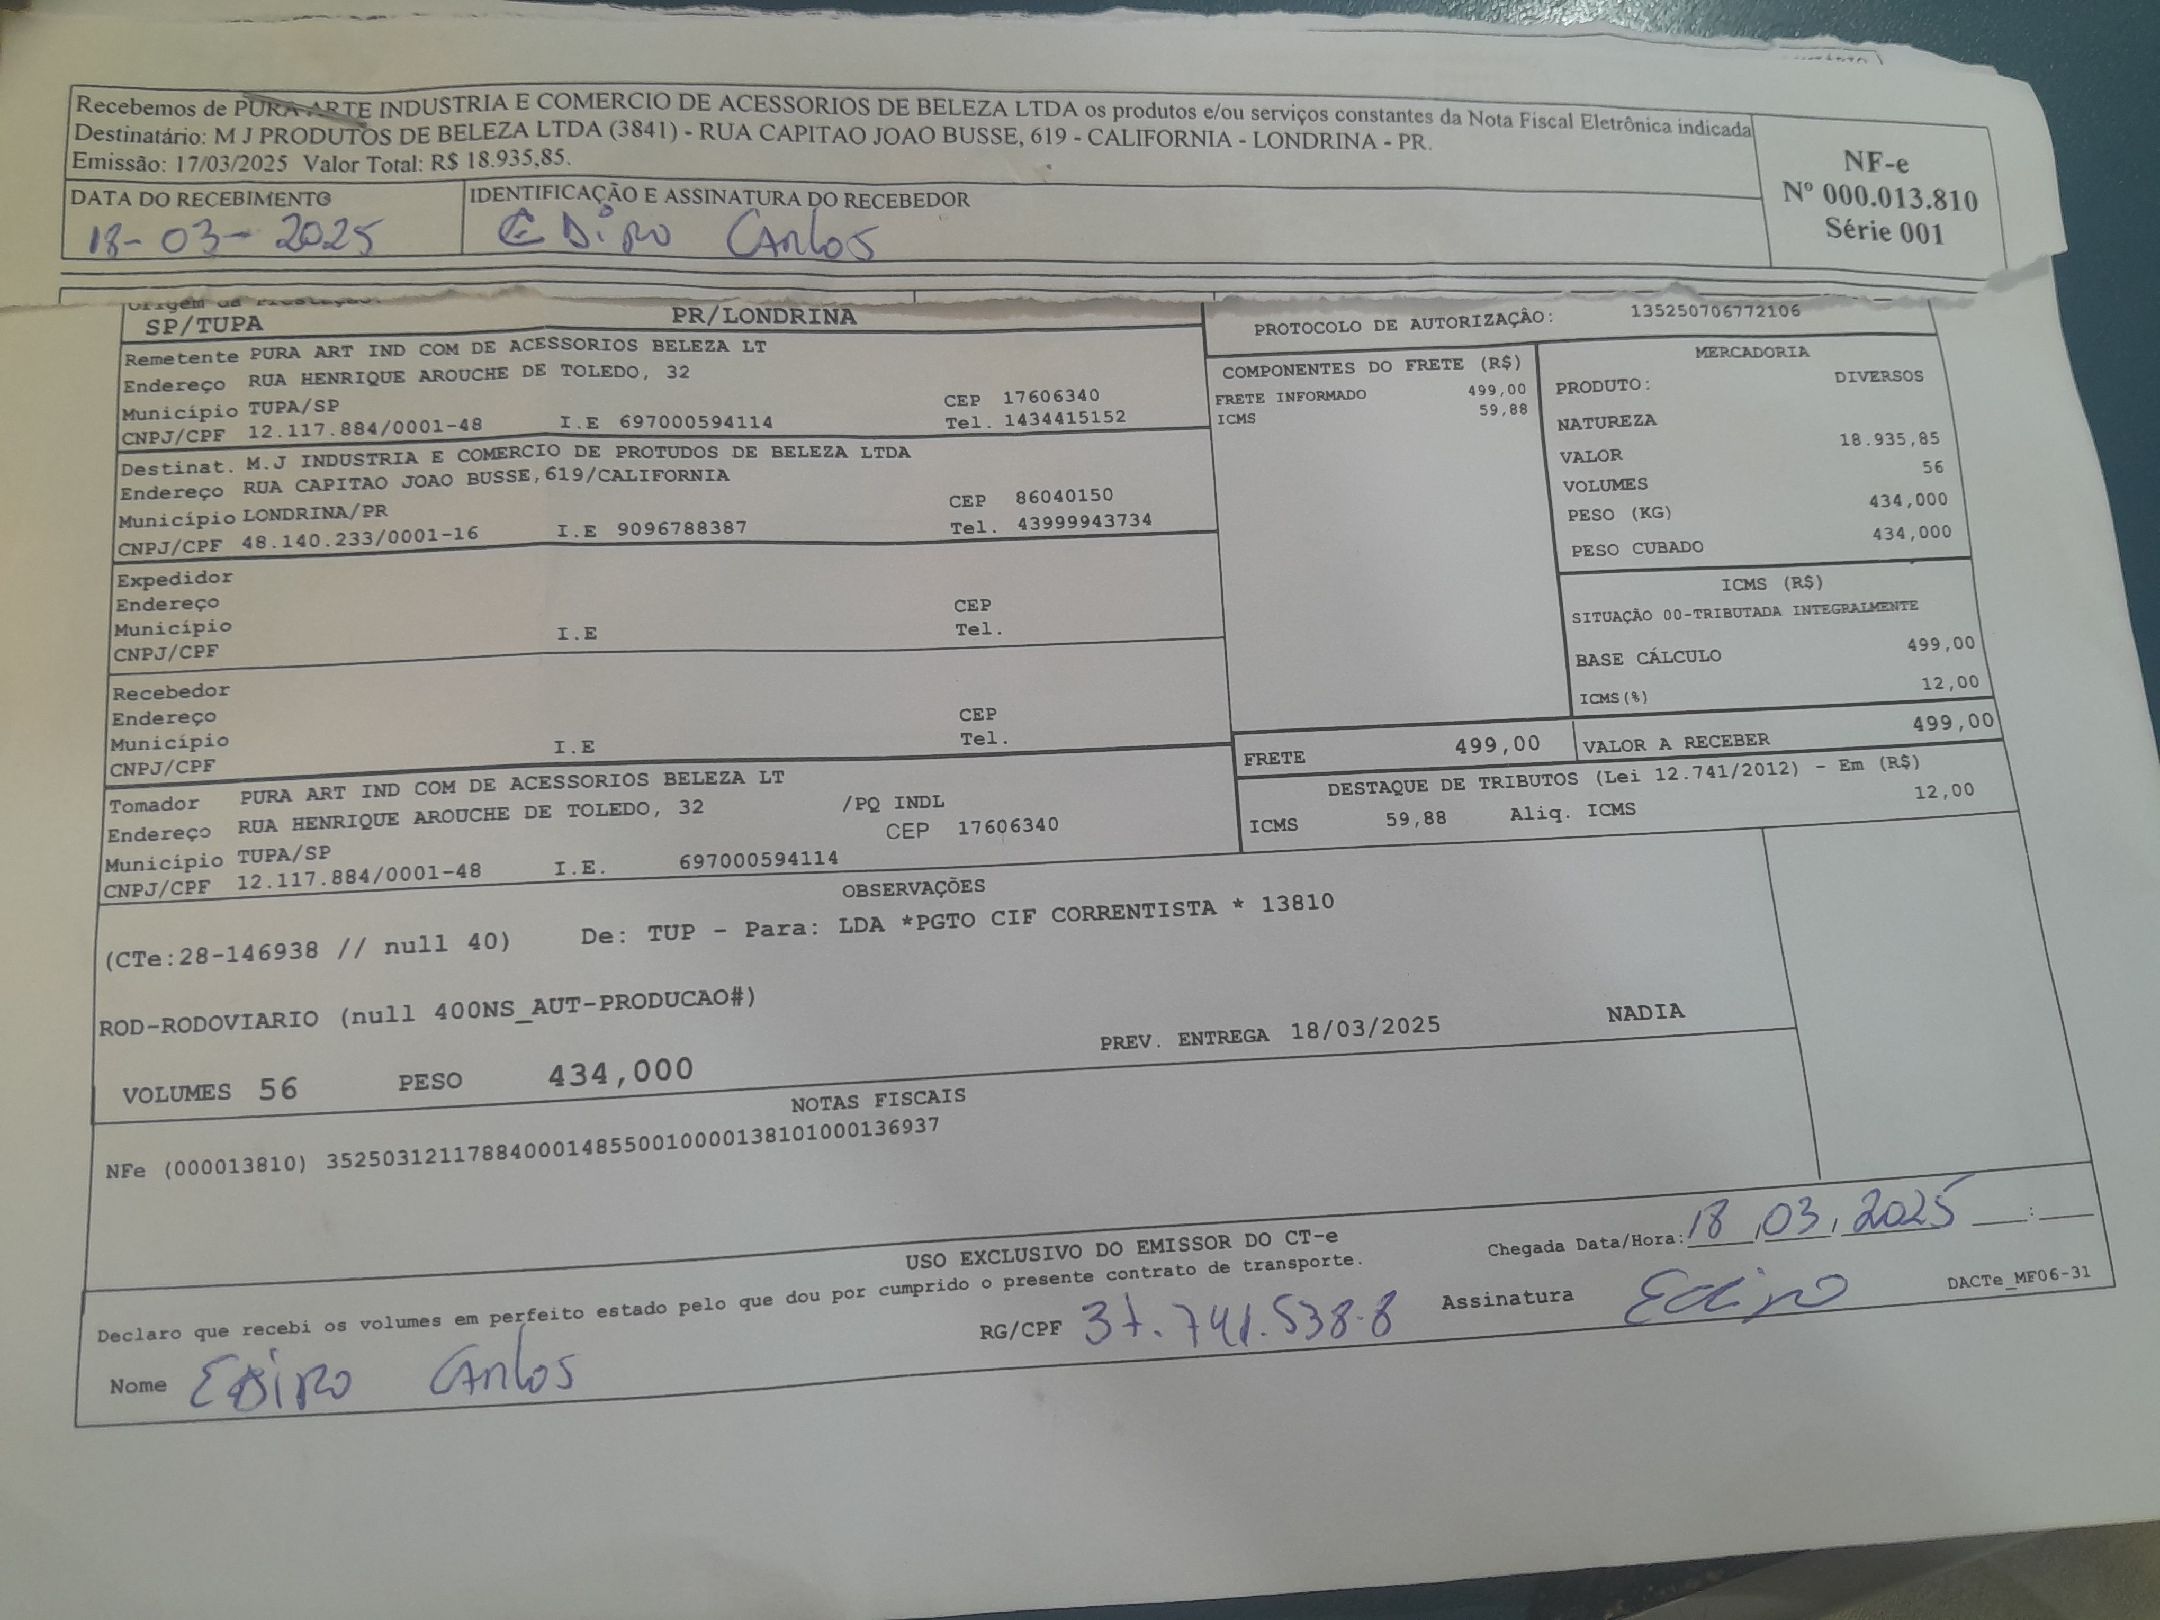 Recebemos de PURA ARTE INDUSTRIA E COMERCIO DE ACESSORIOS DE BELEZA LTDA os produtos e/ou serviços constantes da Nota Fiscal Eletrônica indicada
Destinatário: M J PRODUTOS DE BELEZA LTDA (3841) - RUA CAPITAO JOAO BUSSE, 619 - CALIFORNIA - LONDRINA - PR.
Emissão: 17/03/2025 Valor Total: R$ 18.935,85.
NF-e
Nº 000.013.810
Série 001
DATA DO RECEBIMENTO
18-03-2025
IDENTIFICAÇÃO E ASSINATURA DO RECEBEDOR
EDiRO CARlos
Origem da Prestação:
SP/TUPA PR/LONDRINA
PROTOCOLO DE AUTORIZAÇÃO: 135250706772106
Remetente PURA ART IND COM DE ACESSORIOS BELEZA LT
Endereço RUA HENRIQUE AROUCHE DE TOLEDO, 32
Município TUPA/SP CEP 17606340
CNPJ/CPF 12.117.884/0001-48 I.E 697000594114 Tel. 1434415152
Destinat. M.J INDUSTRIA E COMERCIO DE PROTUDOS DE BELEZA LTDA
Endereço RUA CAPITAO JOAO BUSSE,619/CALIFORNIA
Município LONDRINA/PR CEP 86040150
CNPJ/CPF 48.140.233/0001-16 I.E 9096788387 Tel. 43999943734
Expedidor
Endereço CEP
Município I.E Tel.
CNPJ/CPF
Recebedor
Endereço CEP
Município I.E Tel.
CNPJ/CPF
Tomador PURA ART IND COM DE ACESSORIOS BELEZA LT
Endereço RUA HENRIQUE AROUCHE DE TOLEDO, 32 /PQ INDL
Município TUPA/SP CEP 17606340
CNPJ/CPF 12.117.884/0001-48 I.E. 697000594114
COMPONENTES DO FRETE (R$)
FRETE INFORMADO 499,00
ICMS 59,88
MERCADORIA
PRODUTO: DIVERSOS
NATUREZA
VALOR 18.935,85
VOLUMES 56
PESO (KG) 434,000
PESO CUBADO 434,000
ICMS (R$)
SITUAÇÃO 00-TRIBUTADA INTEGRALMENTE
BASE CÁLCULO 499,00
ICMS(%) 12,00
FRETE 499,00 VALOR A RECEBER 499,00
DESTAQUE DE TRIBUTOS (Lei 12.741/2012) - Em (R$)
ICMS 59,88 Aliq. ICMS 12,00
OBSERVAÇÕES
(CTe:28-146938 // null 40) De: TUP - Para: LDA *PGTO CIF CORRENTISTA * 13810
ROD-RODOVIARIO (null 400NS_AUT-PRODUCAO#)
PREV. ENTREGA 18/03/2025 NADIA
VOLUMES 56 PESO 434,000
NOTAS FISCAIS
NFe (000013810) 35250312117884000148550010000138101000136937
USO EXCLUSIVO DO EMISSOR DO CT-e
Declaro que recebi os volumes em perfeito estado pelo que dou por cumprido o presente contrato de transporte.
Chegada Data/Hora: 18 / 03 / 2025 ___:___
Nome EDiRO CARlos RG/CPF 37.741.538-8 Assinatura Ediro DACTe_MF06-31